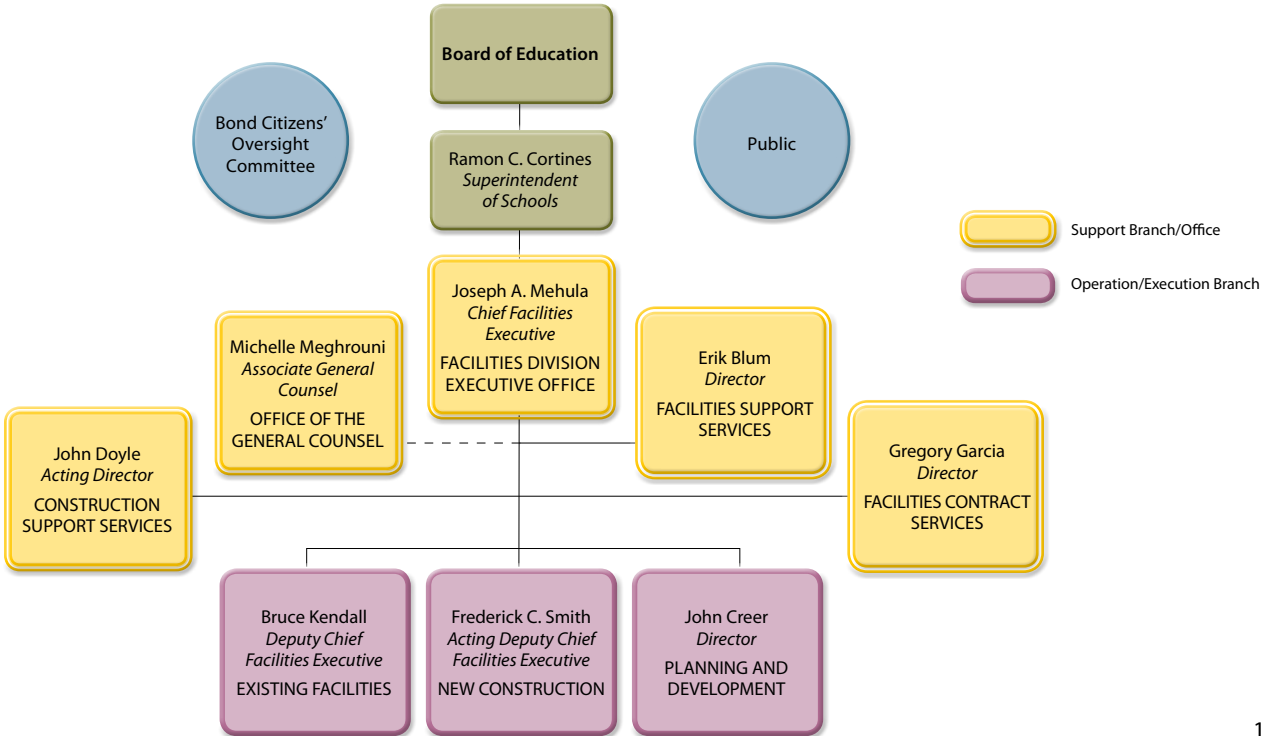 Board of Education
Bond Citizens’
Oversight
Committee
Public
Ramon C. Cortines
Superintendent
of Schools
Support Branch/Office
Operation/Execution Branch
Joseph A. Mehula
Chief Facilities
Executive
FACILITIES DIVISION
EXECUTIVE OFFICE
Michelle Meghrouni
Associate General
Counsel
OFFICE OF THE
GENERAL COUNSEL
Erik Blum
Director
FACILITIES SUPPORT
SERVICES
John Doyle
Acting Director
CONSTRUCTION
SUPPORT SERVICES
Gregory Garcia
Director
FACILITIES CONTRACT
SERVICES
Bruce Kendall
Deputy Chief
Facilities Executive
EXISTING FACILITIES
Frederick C. Smith
Acting Deputy Chief
Facilities Executive
NEW CONSTRUCTION
John Creer
Director
PLANNING AND
DEVELOPMENT
1